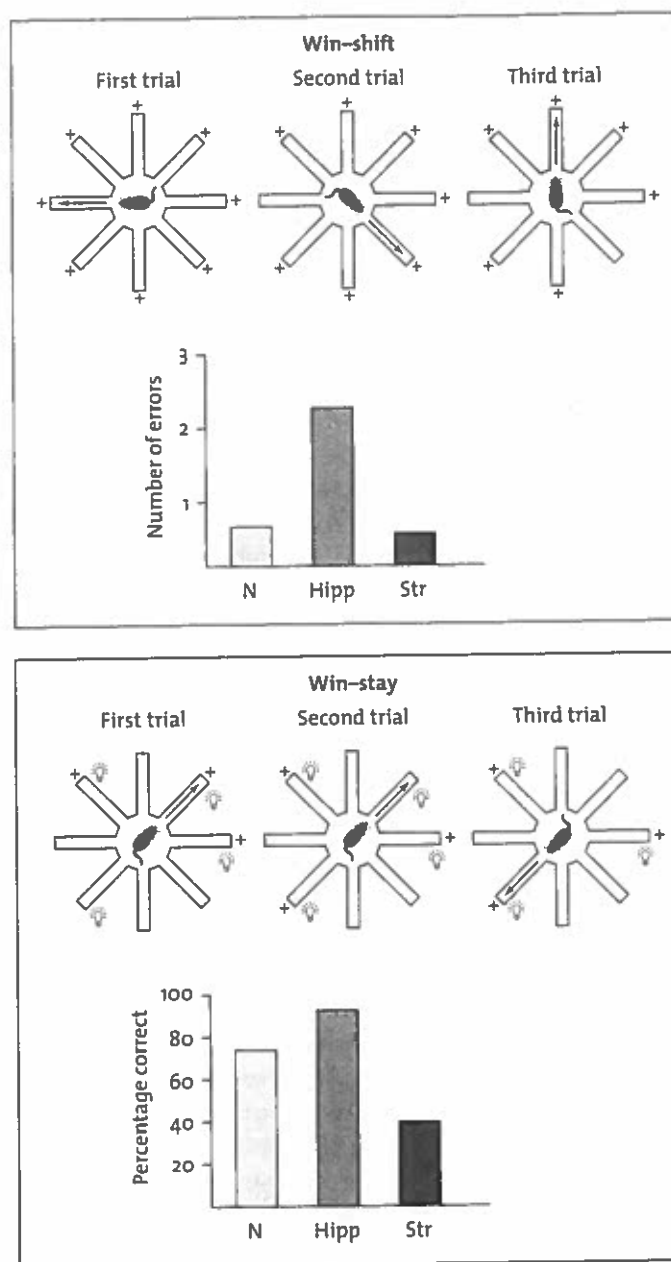 Win–shift
First trial Second trial Third trial
Number of errors
3
2
1
N Hipp Str
Win–stay
First trial Second trial Third trial
Percentage correct
100
80
60
40
20
N Hipp Str